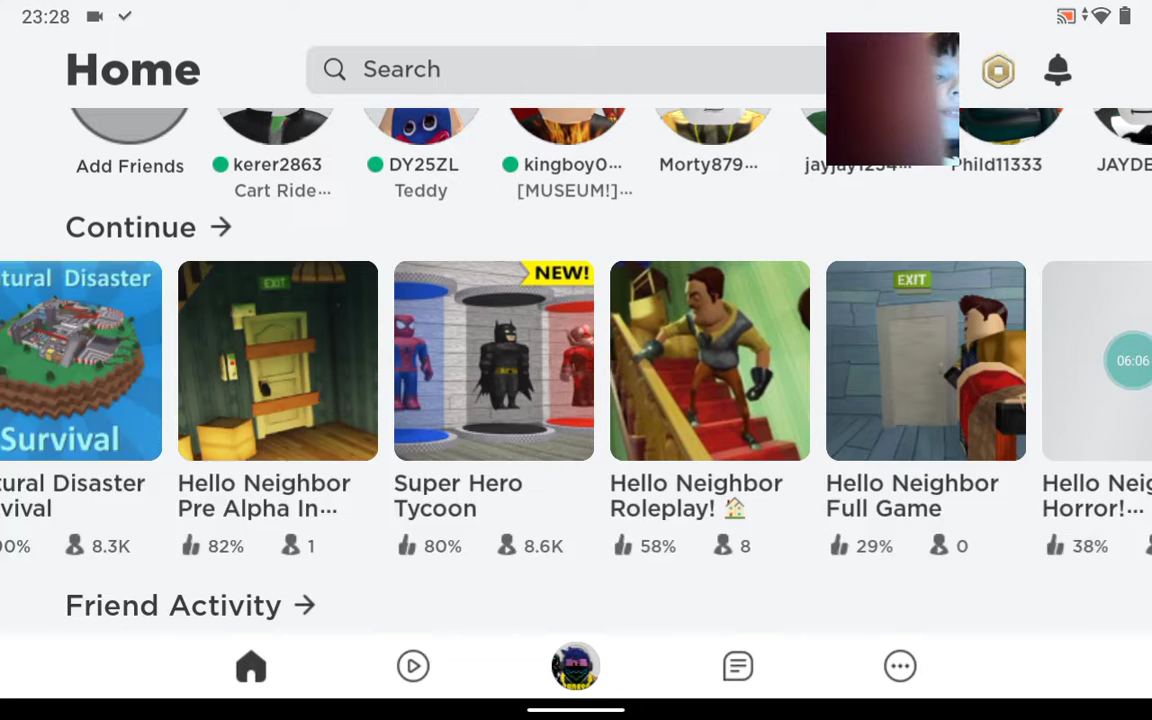 23:28
Home
Search
Add Friends
kerer2863
Cart Ride...
DY25ZL
Teddy
kingboy0...
[MUSEUM!]...
Morty879...
jayjay1234...
Phild11333
JAYDE
Continue →
tural Disaster
Survival
EXIT
NEW!
EXIT
06:06
tural Disaster
vival
90%
8.3K
Hello Neighbor
Pre Alpha In...
82%
1
Super Hero
Tycoon
80%
8.6K
Hello Neighbor
Roleplay! 🏠
58%
8
Hello Neighbor
Full Game
29%
0
Hello Neig
Horror!...
38%
Friend Activity →